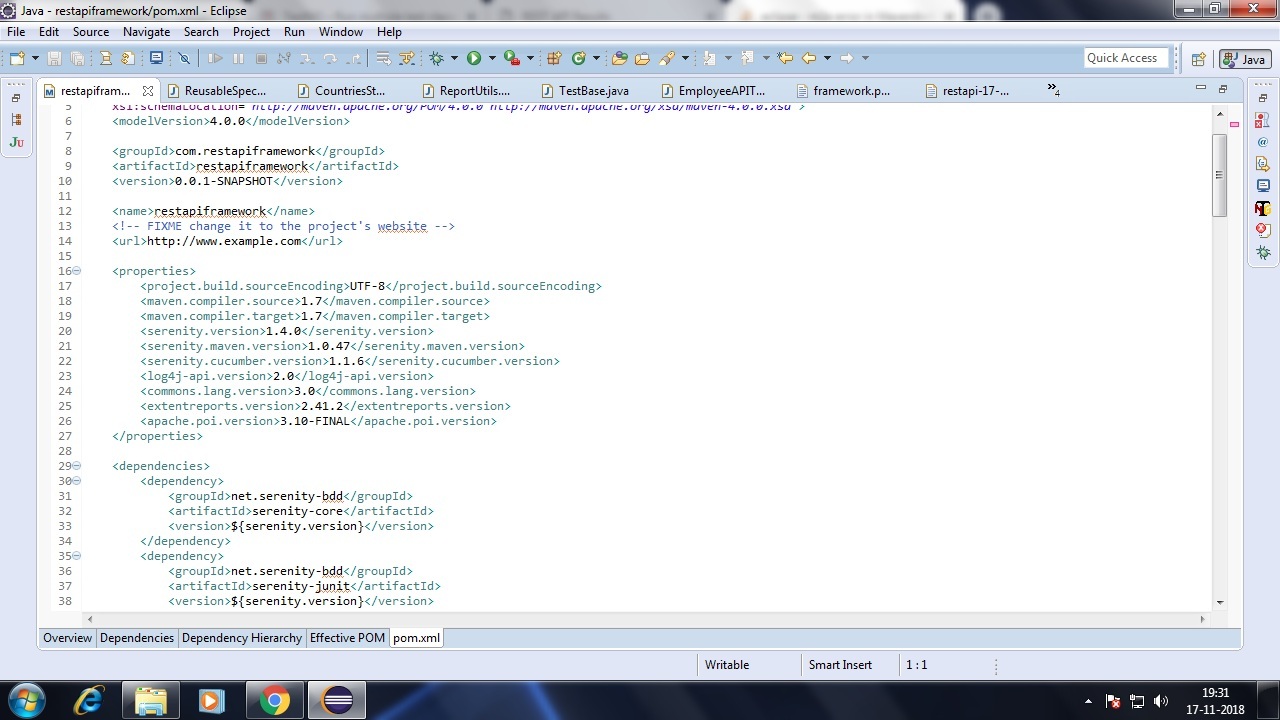 Java - restapiframework/pom.xml - Eclipse
File Edit Source Navigate Search Project Run Window Help
Quick Access
Java
restapifram...
ReusableSpec...
CountriesSt...
ReportUtils....
TestBase.java
EmployeeAPIT...
framework.p...
restapi-17-...
»4
5 xsi:schemaLocation="http://maven.apache.org/POM/4.0.0 http://maven.apache.org/xsd/maven-4.0.0.xsd">
6 <modelVersion>4.0.0</modelVersion>
7
8 <groupId>com.restapiframework</groupId>
9 <artifactId>restapiframework</artifactId>
10 <version>0.0.1-SNAPSHOT</version>
11
12 <name>restapiframework</name>
13 <!-- FIXME change it to the project's website -->
14 <url>http://www.example.com</url>
15
16 <properties>
17 <project.build.sourceEncoding>UTF-8</project.build.sourceEncoding>
18 <maven.compiler.source>1.7</maven.compiler.source>
19 <maven.compiler.target>1.7</maven.compiler.target>
20 <serenity.version>1.4.0</serenity.version>
21 <serenity.maven.version>1.0.47</serenity.maven.version>
22 <serenity.cucumber.version>1.1.6</serenity.cucumber.version>
23 <log4j-api.version>2.0</log4j-api.version>
24 <commons.lang.version>3.0</commons.lang.version>
25 <extentreports.version>2.41.2</extentreports.version>
26 <apache.poi.version>3.10-FINAL</apache.poi.version>
27 </properties>
28
29 <dependencies>
30 <dependency>
31 <groupId>net.serenity-bdd</groupId>
32 <artifactId>serenity-core</artifactId>
33 <version>${serenity.version}</version>
34 </dependency>
35 <dependency>
36 <groupId>net.serenity-bdd</groupId>
37 <artifactId>serenity-junit</artifactId>
38 <version>${serenity.version}</version>
Overview Dependencies Dependency Hierarchy Effective POM pom.xml
Writable Smart Insert 1 : 1
19:31
17-11-2018